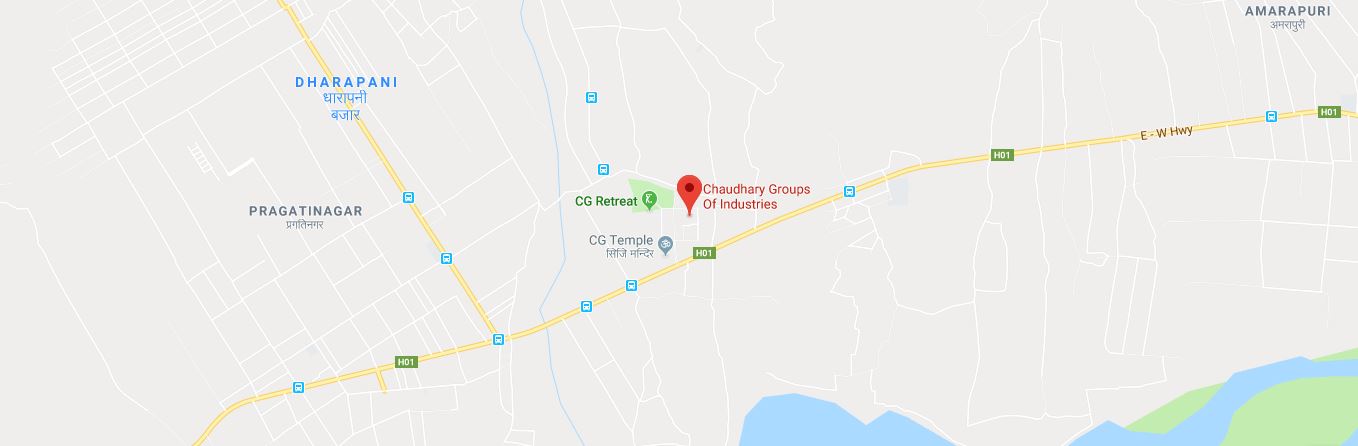 AMARAPURI
अमरापुरी
DHARAPANI
धारापनी
बजार
H01
E - W Hwy
H01
Chaudhary Groups
Of Industries
CG Retreat
PRAGATINAGAR
प्रगतिनगर
CG Temple
सिजि मन्दिर
H01
H01